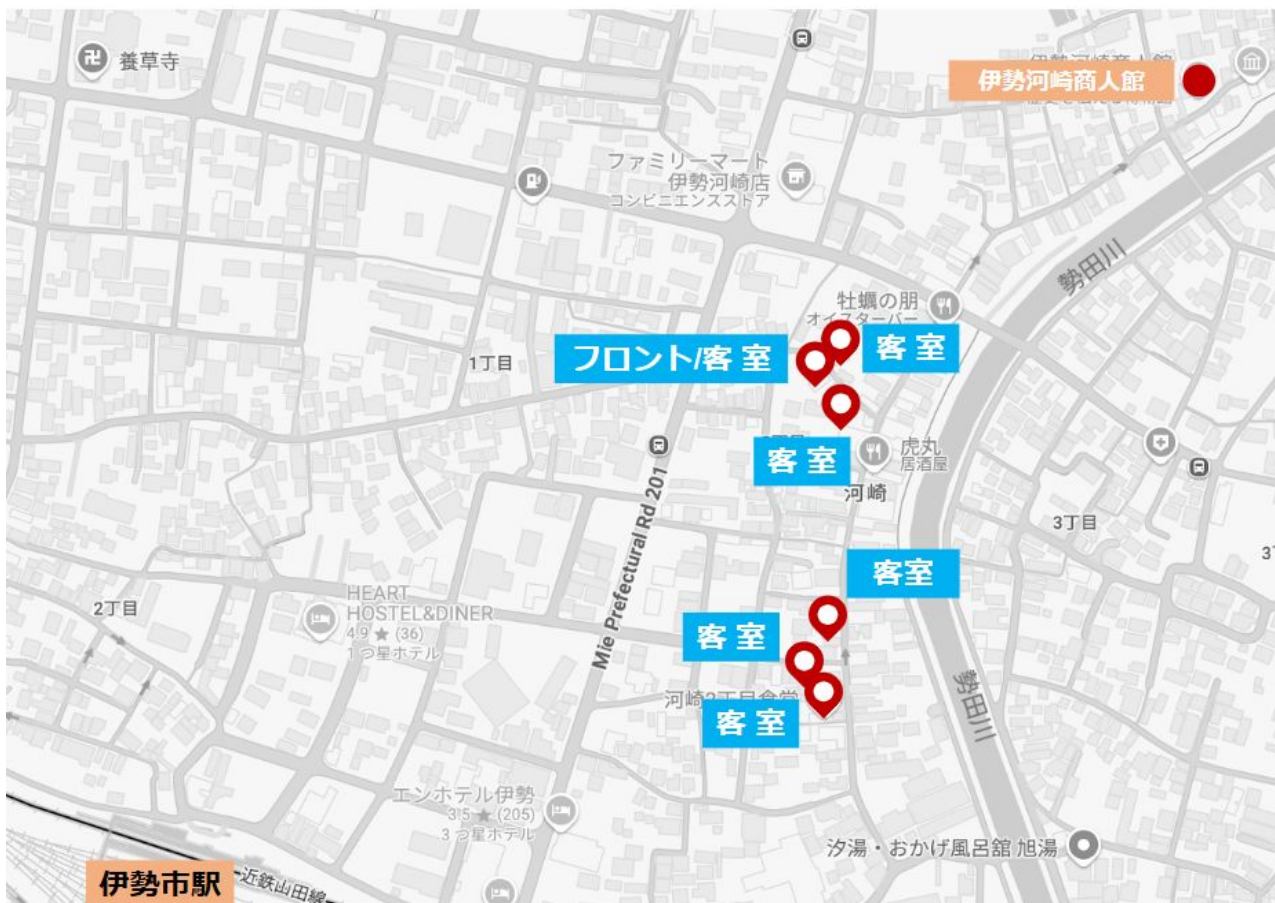 養草寺
伊勢河崎商人館
ファミリーマート
伊勢河崎店
コンビニエンスストア
勢田川
牡蠣の朋
オイスターバー
フロント/客室
客室
1丁目
客室
虎丸
居酒屋
河崎
Mie Prefectural Rd 201
3丁目
客室
HEART
HOSTEL&DINER
4.9 ★ (36)
1つ星ホテル
2丁目
客室
河崎2丁目食堂
客室
勢田川
エンホテル伊勢
3.5 ★ (205)
3つ星ホテル
汐湯・おかげ風呂舘 旭湯
伊勢市駅
近鉄山田線